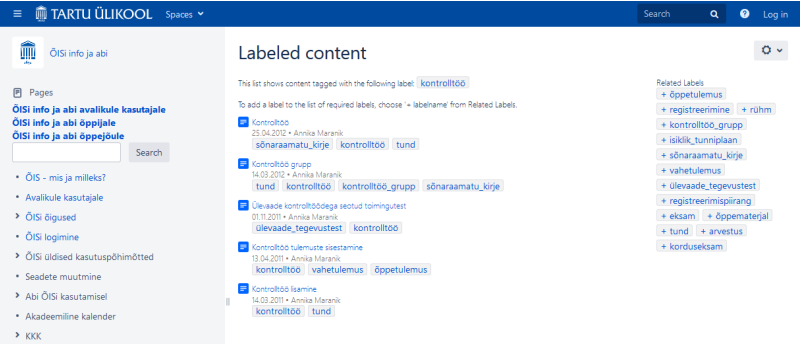 TARTU ÜLIKOOL Spaces Search Log in
ÕISi info ja abi
Pages
ÕISi info ja abi avalikule kasutajale
ÕISi info ja abi õppijale
ÕISi info ja abi õppejõule
Search
ÕIS - mis ja milleks?
Avalikule kasutajale
ÕISi õigused
ÕISi logimine
ÕISi üldised kasutuspõhimõtted
Seadete muutmine
Abi ÕISi kasutamisel
Akadeemiline kalender
KKK
Labeled content
This list shows content tagged with the following label: kontrolltöö
To add a label to the list of required labels, choose '+ labelname' from Related Labels.
Kontrolltöö
25.04.2012 • Annika Maranik
sõnaraamatu_kirje kontrolltöö tund
Kontrolltöö grupp
14.03.2012 • Annika Maranik
tund kontrolltöö kontrolltöö_grupp sõnaraamatu_kirje
Ülevaade kontrolltöödega seotud toimingutest
01.11.2011 • Annika Maranik
ülevaade_tegevustest kontrolltöö
Kontrolltöö tulemuste sisestamine
13.04.2011 • Annika Maranik
kontrolltöö vahetulemus õppetulemus
Kontrolltöö lisamine
14.03.2011 • Annika Maranik
kontrolltöö tund
Related Labels
+ õppetulemus
+ registreerimine + rühm
+ kontrolltöö_grupp
+ isiklik_tunniplaan
+ sõnaraamatu_kirje
+ vahetulemus
+ ülevaade_tegevustest
+ registreerimispiirang
+ eksam + õppematerjal
+ tund + arvestus
+ korduseksam